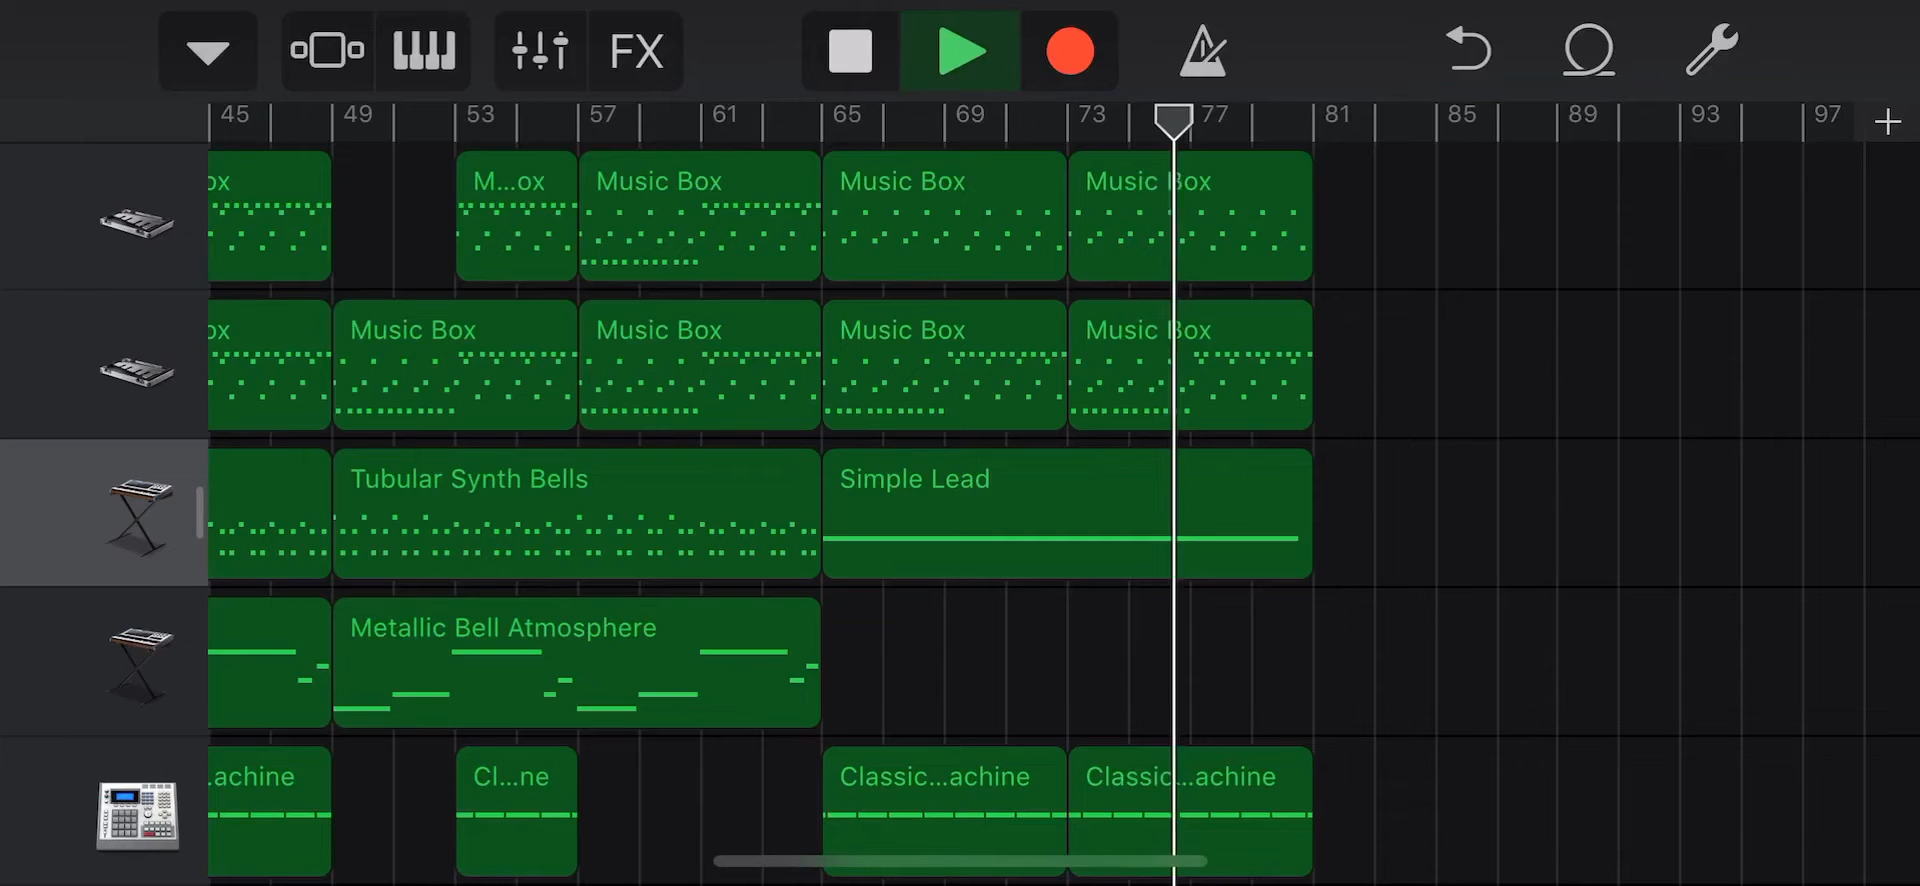 FX
45 49 53 57 61 65 69 73 77 81 85 89 93 97
ox M...ox Music Box Music Box Music Box
ox Music Box Music Box Music Box Music Box
Tubular Synth Bells Simple Lead
Metallic Bell Atmosphere
.achine Cl...ne Classic...achine Classic...achine